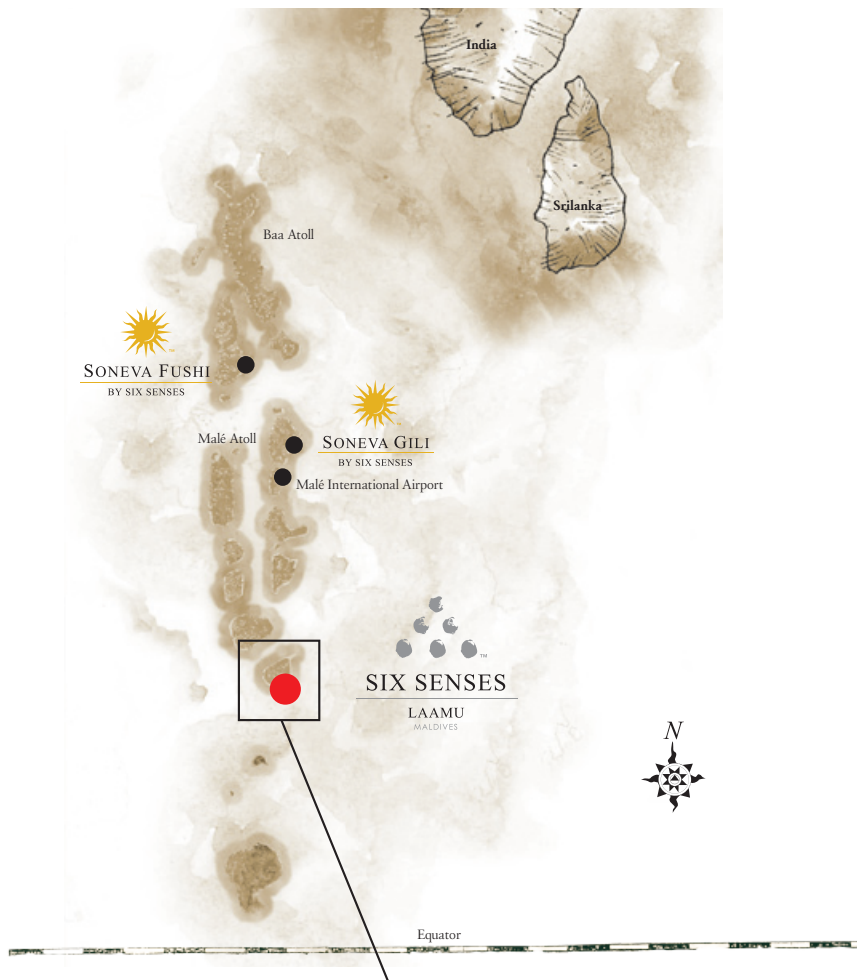 India
Srilanka
Baa Atoll
SONEVA FUSHI
BY SIX SENSES
Malé Atoll
SONEVA GILI
BY SIX SENSES
Malé International Airport
TM
SIX SENSES
LAAMU
MALDIVES
N
Equator